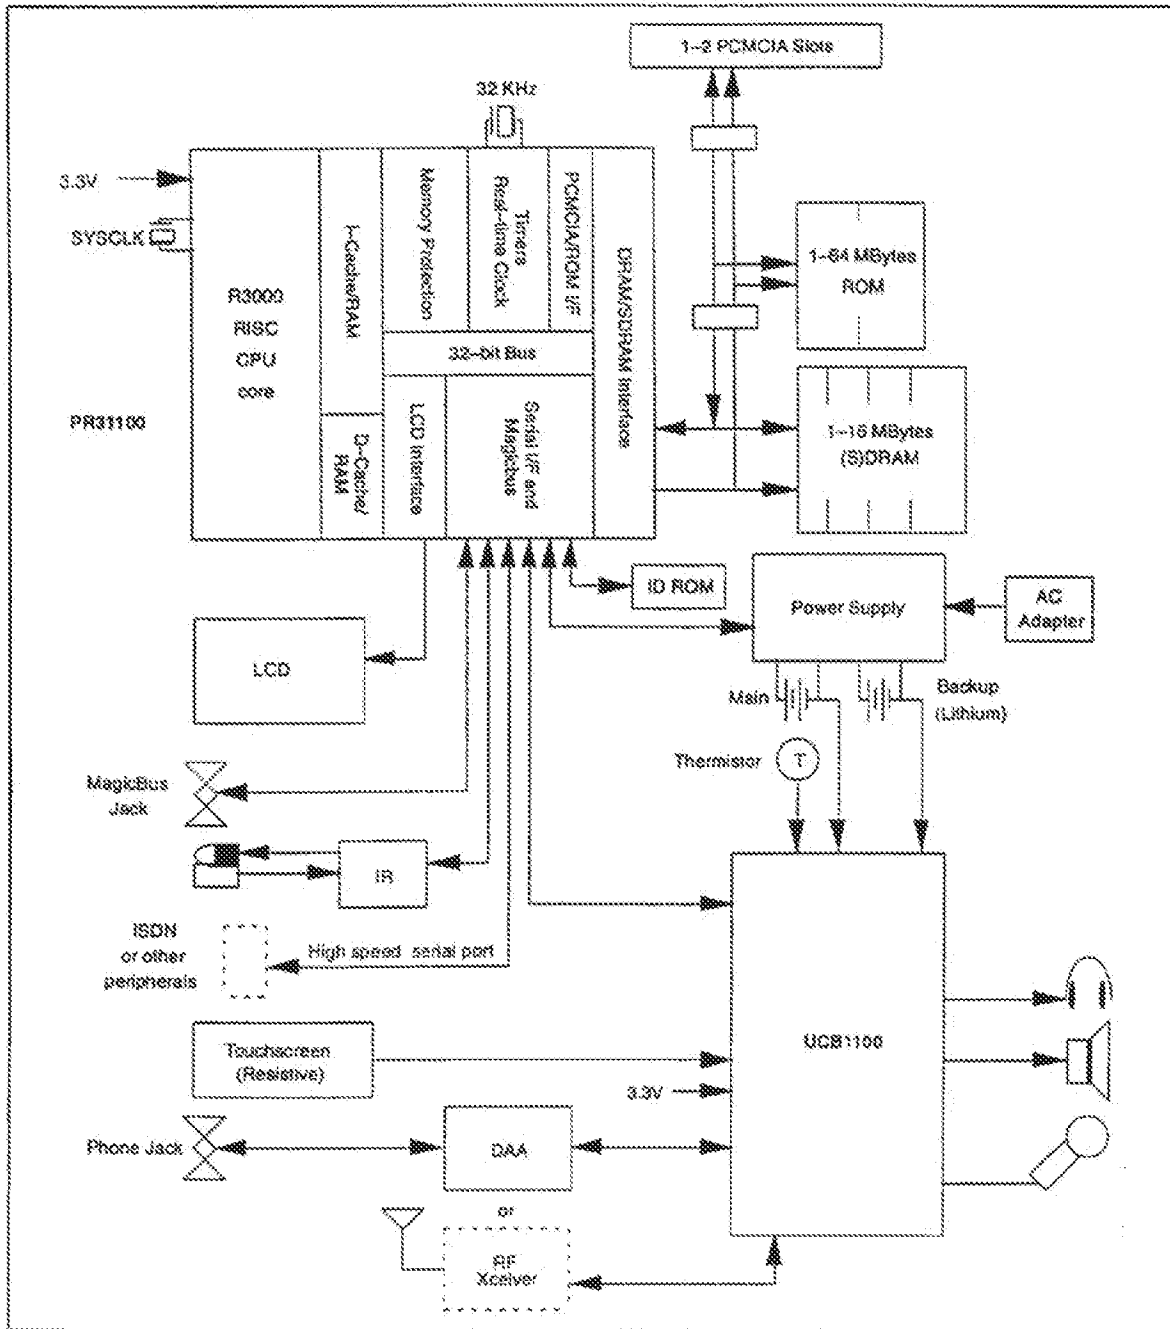 1-2 PCMCIA Slots
32 KHz
3.3V
SYSCLK
R3000
RISC
CPU
core
I-Cache/RAM
D-Cache/
RAM
Memory Protection
Timers
Real-time Clock
PCMCIA/ROM I/F
32-bit Bus
LCD Interface
Serial I/F and
Magicbus
DRAM/SDRAM Interface
PR31100
1-64 MBytes
ROM
1-16 MBytes
(S)DRAM
ID ROM
Power Supply
AC
Adapter
LCD
Main
Backup
(Lithium)
Thermistor
T
MagicBus
Jack
IR
ISDN
or other
peripherals
High speed serial port
UCB1100
Touchscreen
(Resistive)
3.3V
Phone Jack
DAA
or
RF
Xceiver